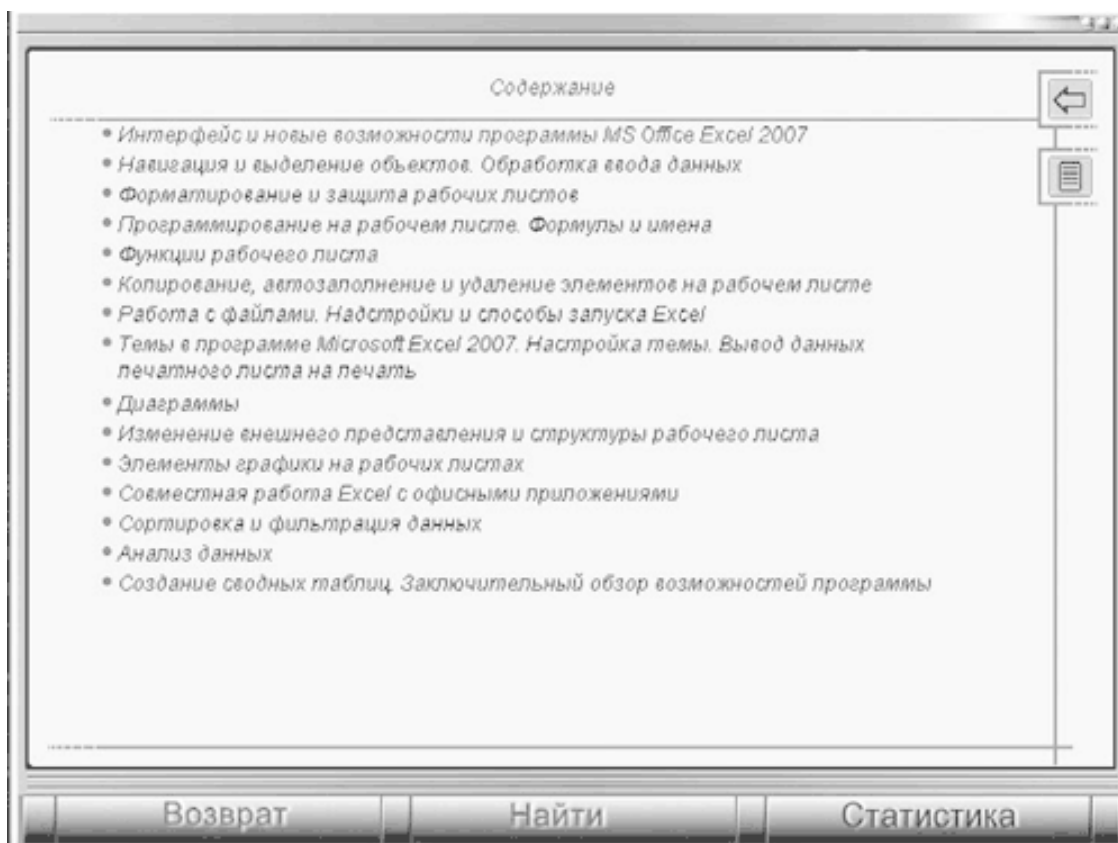 Содержание
Интерфейс и новые возможности программы MS Office Excel 2007
Навигация и выделение объектов. Обработка ввода данных
Форматирование и защита рабочих листов
Программирование на рабочем листе. Формулы и имена
Функции рабочего листа
Копирование, автозаполнение и удаление элементов на рабочем листе
Работа с файлами. Надстройки и способы запуска Excel
Темы в программе Microsoft Excel 2007. Настройка темы. Вывод данных
печатного листа на печать
Диаграммы
Изменение внешнего представления и структуры рабочего листа
Элементы графики на рабочих листах
Совместная работа Excel с офисными приложениями
Сортировка и фильтрация данных
Анализ данных
Создание сводных таблиц. Заключительный обзор возможностей программы
Возврат Найти Статистика